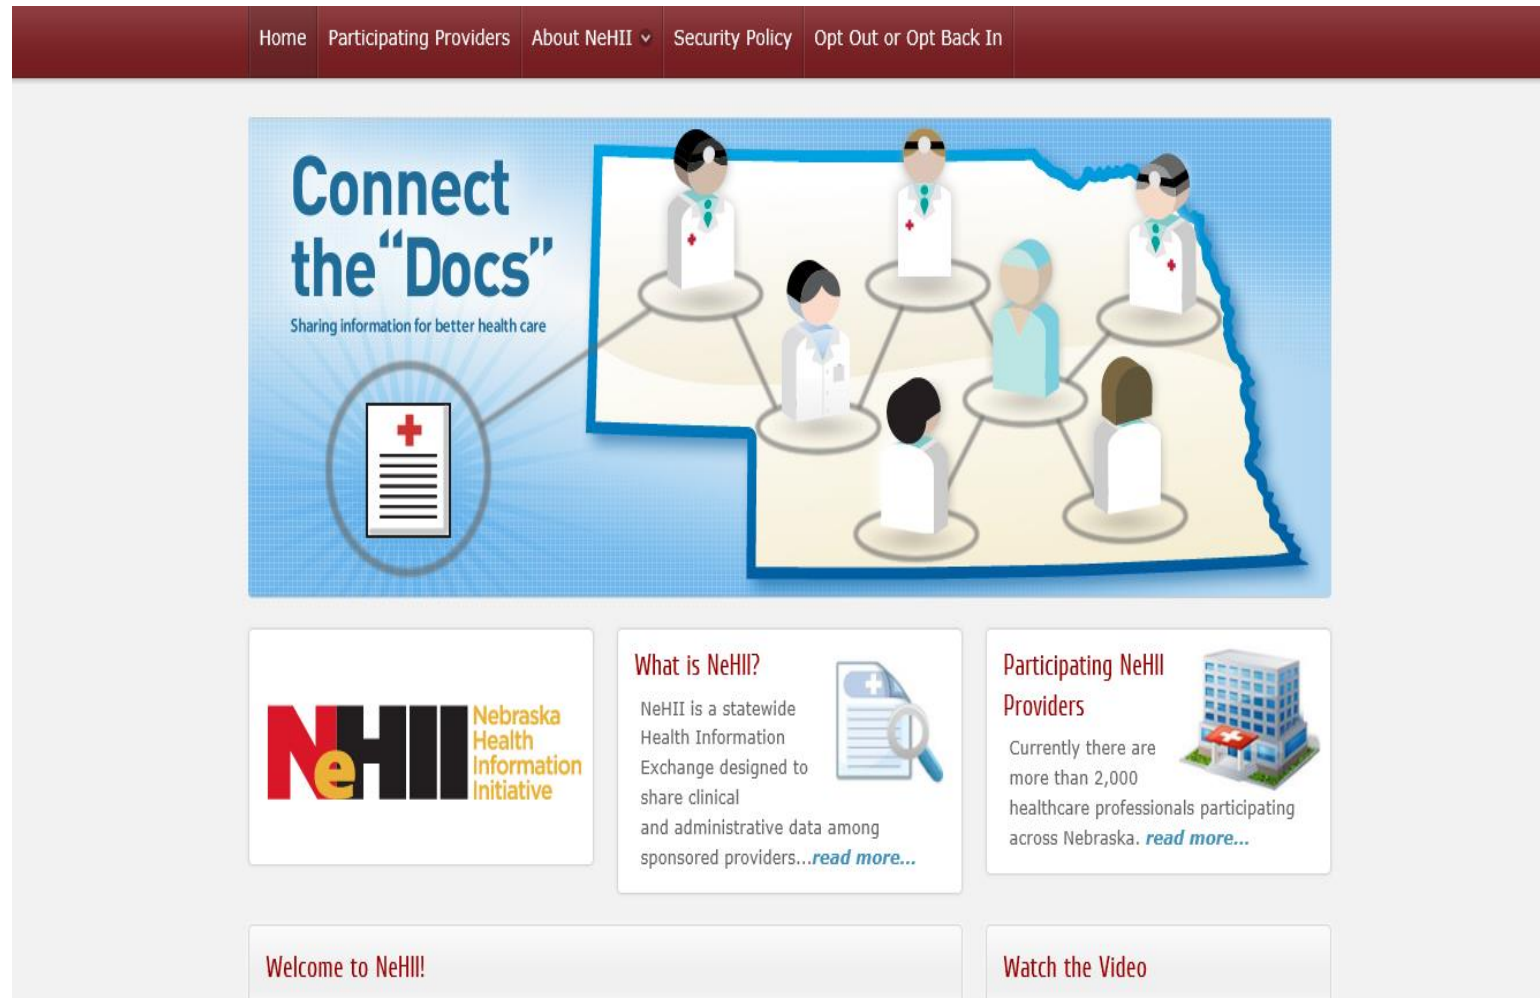 Home Participating Providers About NeHII Security Policy Opt Out or Opt Back In
Connect
the "Docs"
Sharing information for better health care
NeHII
Nebraska
Health
Information
Initiative
What is NeHII?
NeHII is a statewide
Health Information
Exchange designed to
share clinical
and administrative data among
sponsored providers...read more...
Participating NeHII
Providers
Currently there are
more than 2,000
healthcare professionals participating
across Nebraska. read more...
Welcome to NeHII!
Watch the Video